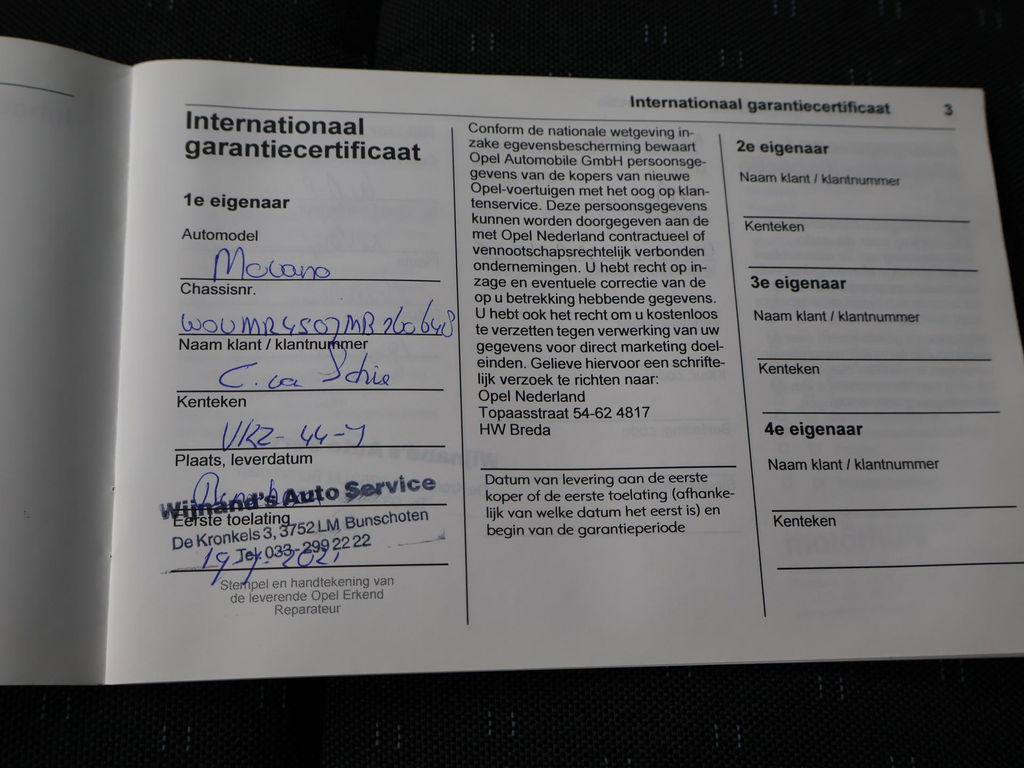 Internationaal garantiecertificaat 3
Internationaal
garantiecertificaat
1e eigenaar
Automodel
Movano
Chassisnr.
Naam klant / klantnummer
Schie
Kenteken
VKZ-44-J
Plaats, leverdatum
Wijnand's Auto Service
Eerste toelating
De Kronkels 3, 3752 LM Bunschoten
Tel. 033 - 299 22 22
2021
Stempel en handtekening van
de leverende Opel Erkend
Reparateur
Conform de nationale wetgeving in-
zake egevensbescherming bewaart
Opel Automobile GmbH persoonsge-
gevens van de kopers van nieuwe
Opel-voertuigen met het oog op klan-
tenservice. Deze persoonsgegevens
kunnen worden doorgegeven aan de
met Opel Nederland contractueel of
vennootschapsrechtelijk verbonden
ondernemingen. U hebt recht op in-
zage en eventuele correctie van de
op u betrekking hebbende gegevens.
U hebt ook het recht om u kosteloos
te verzetten tegen verwerking van uw
gegevens voor direct marketing doel-
einden. Gelieve hiervoor een schrifte-
lijk verzoek te richten naar:
Opel Nederland
Topaasstraat 54-62 4817
HW Breda
Datum van levering aan de eerste
koper of de eerste toelating (afhanke-
lijk van welke datum het eerst is) en
begin van de garantieperiode
2e eigenaar
Naam klant / klantnummer
Kenteken
3e eigenaar
Naam klant / klantnummer
Kenteken
4e eigenaar
Naam klant / klantnummer
Kenteken